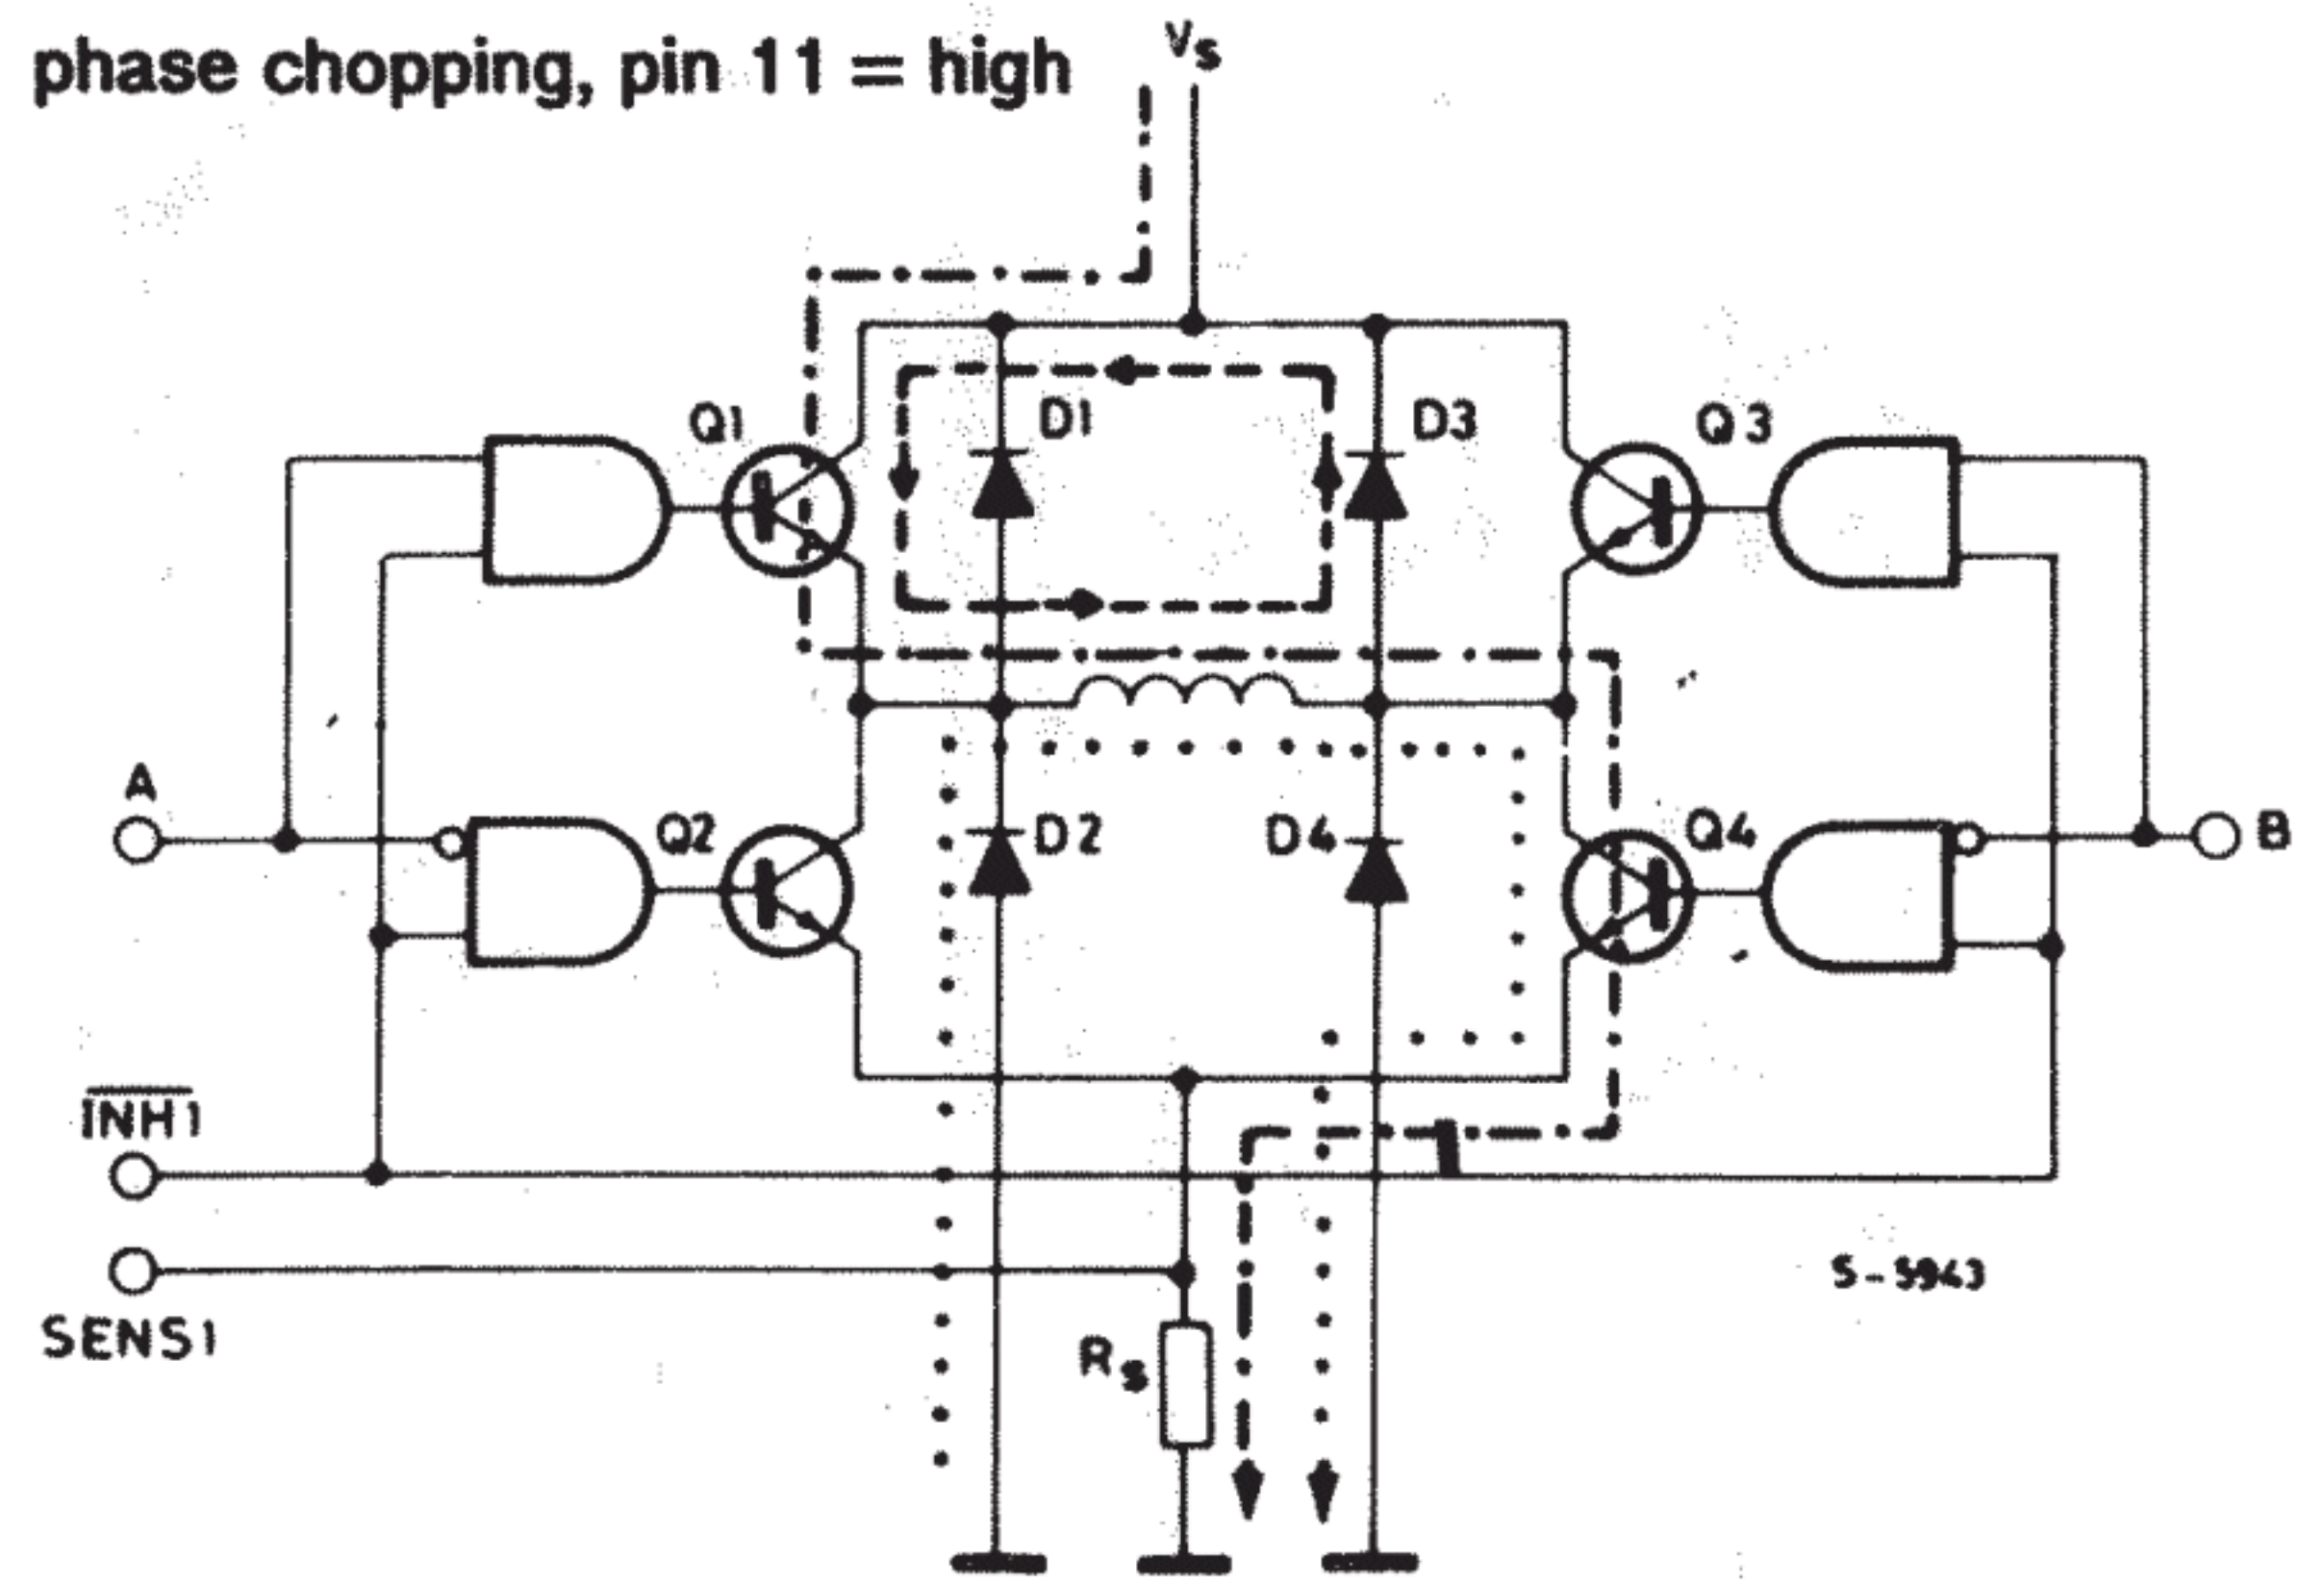 phase chopping, pin 11 = high
Vs
Q1
D1
D3
Q3
A
Q2
D2
D4
Q4
B
INH1
SENS1
Rs
S-5943